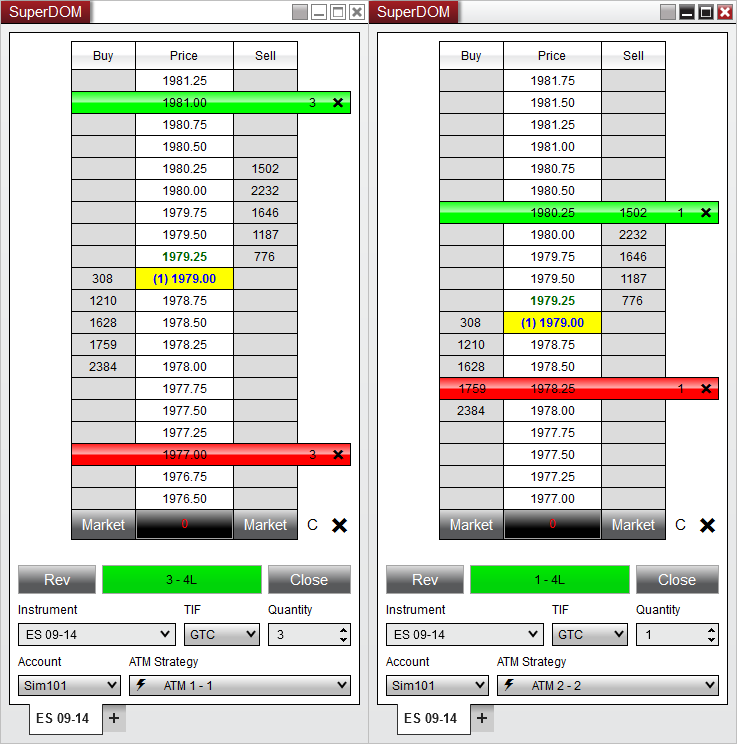 SuperDOM
Buy Price Sell
1981.25
1981.00 3
1980.75
1980.50
1980.25 1502
1980.00 2232
1979.75 1646
1979.50 1187
1979.25 776
308 (1) 1979.00
1210 1978.75
1628 1978.50
1759 1978.25
2384 1978.00
1977.75
1977.50
1977.25
1977.00 3
1976.75
1976.50
Market 0 Market C
Rev 3 - 4L Close
Instrument TIF Quantity
ES 09-14 GTC 3
Account ATM Strategy
Sim101 ATM 1 - 1
ES 09-14 +
SuperDOM
Buy Price Sell
1981.75
1981.50
1981.25
1981.00
1980.75
1980.50
1980.25 1502 1
1980.00 2232
1979.75 1646
1979.50 1187
1979.25 776
308 (1) 1979.00
1210 1978.75
1628 1978.50
1759 1978.25 1
2384 1978.00
1977.75
1977.50
1977.25
1977.00
Market 0 Market C
Rev 1 - 4L Close
Instrument TIF Quantity
ES 09-14 GTC 1
Account ATM Strategy
Sim101 ATM 2 - 2
ES 09-14 +